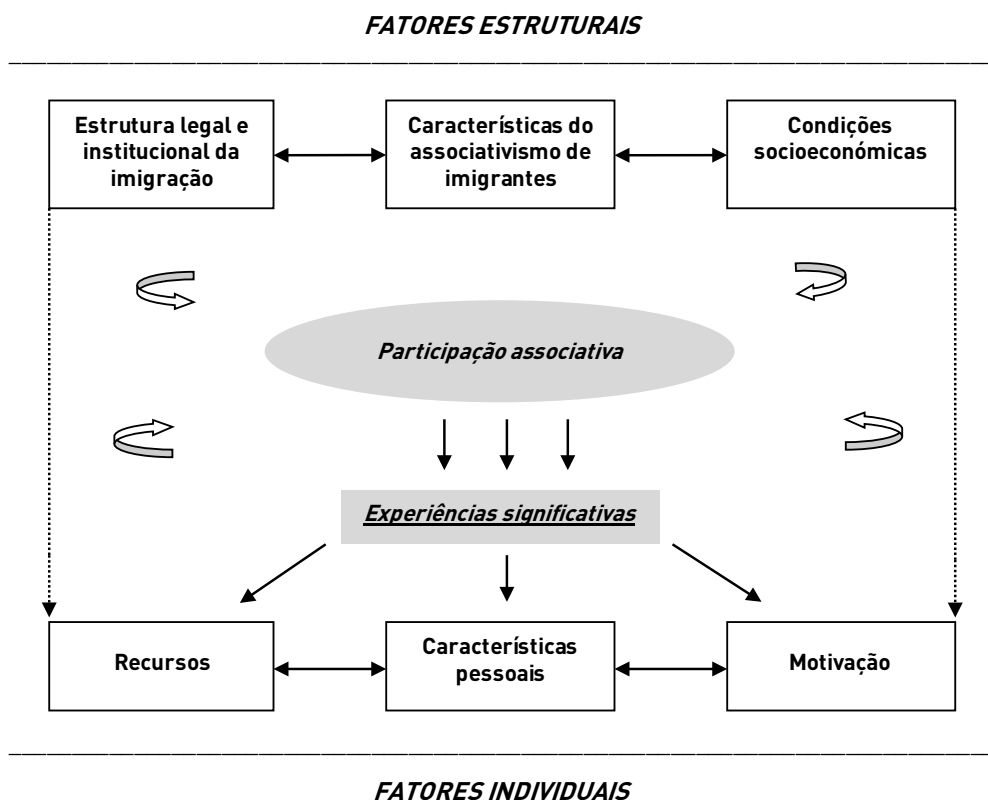 FATORES ESTRUTURAIS
Estrutura legal e
institucional da
imigração
Características do
associativismo de
imigrantes
Condições
socioeconómicas
Participação associativa
Experiências significativas
Recursos
Características
pessoais
Motivação
FATORES INDIVIDUAIS